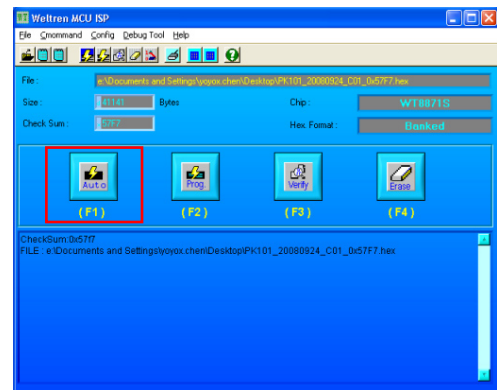 Weltren MCU ISP
File Cmommand Config Debug Tool Help
File : e:\Documents and Settings\yoyox.chen\Desktop\PK101_20080924_C01_0x57F7.hex
Size : 41141 Bytes Chip : WT8871S
Check Sum : 57F7 Hex Format : Banked
Auto Prog. Verify Erase
(F1) (F2) (F3) (F4)
CheckSum:0x57f7
FILE : e:\Documents and Settings\yoyox.chen\Desktop\PK101_20080924_C01_0x57F7.hex